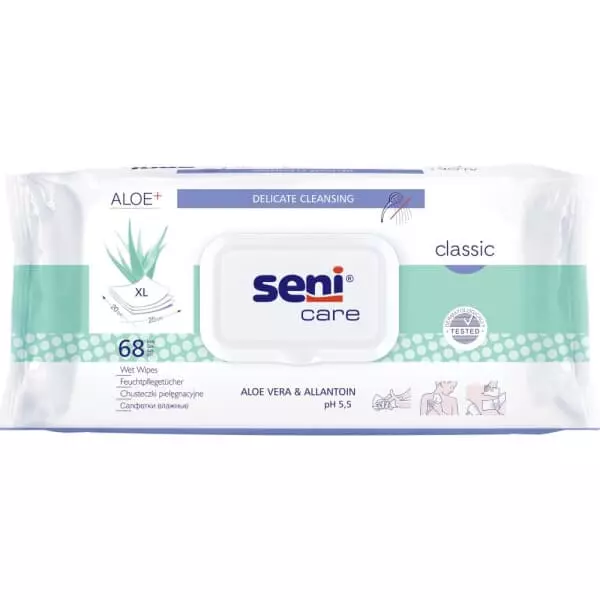 ALOE+
DELICATE CLEANSING
classic
XL
seni®
care
TESTED
68
Wet Wipes
Feuchtpflegetücher
Chusteczki pielęgnacyjne
Салфетки влажные
ALOE VERA & ALLANTOIN
pH 5,5